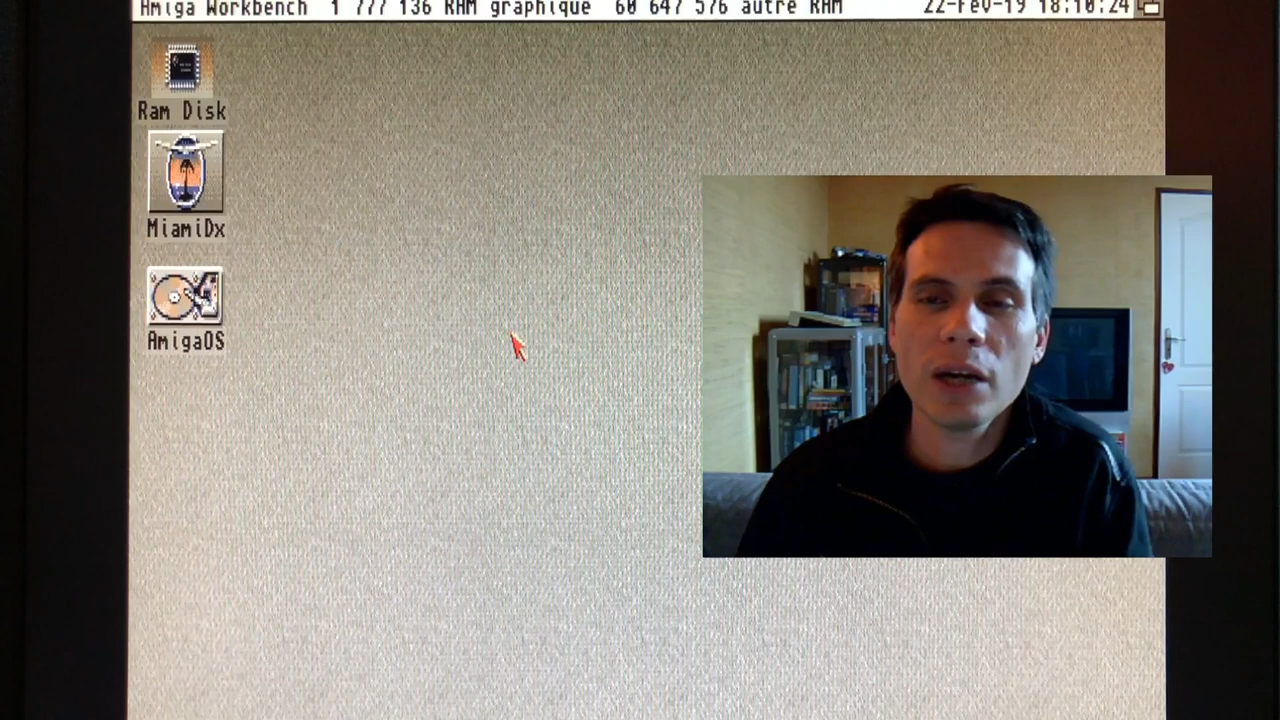 Amiga Workbench 1 777 136 RAM graphique 60 647 576 autre RAM 22-Fév-19 18:10:24
Ram Disk
MiamiDx
AmigaOS